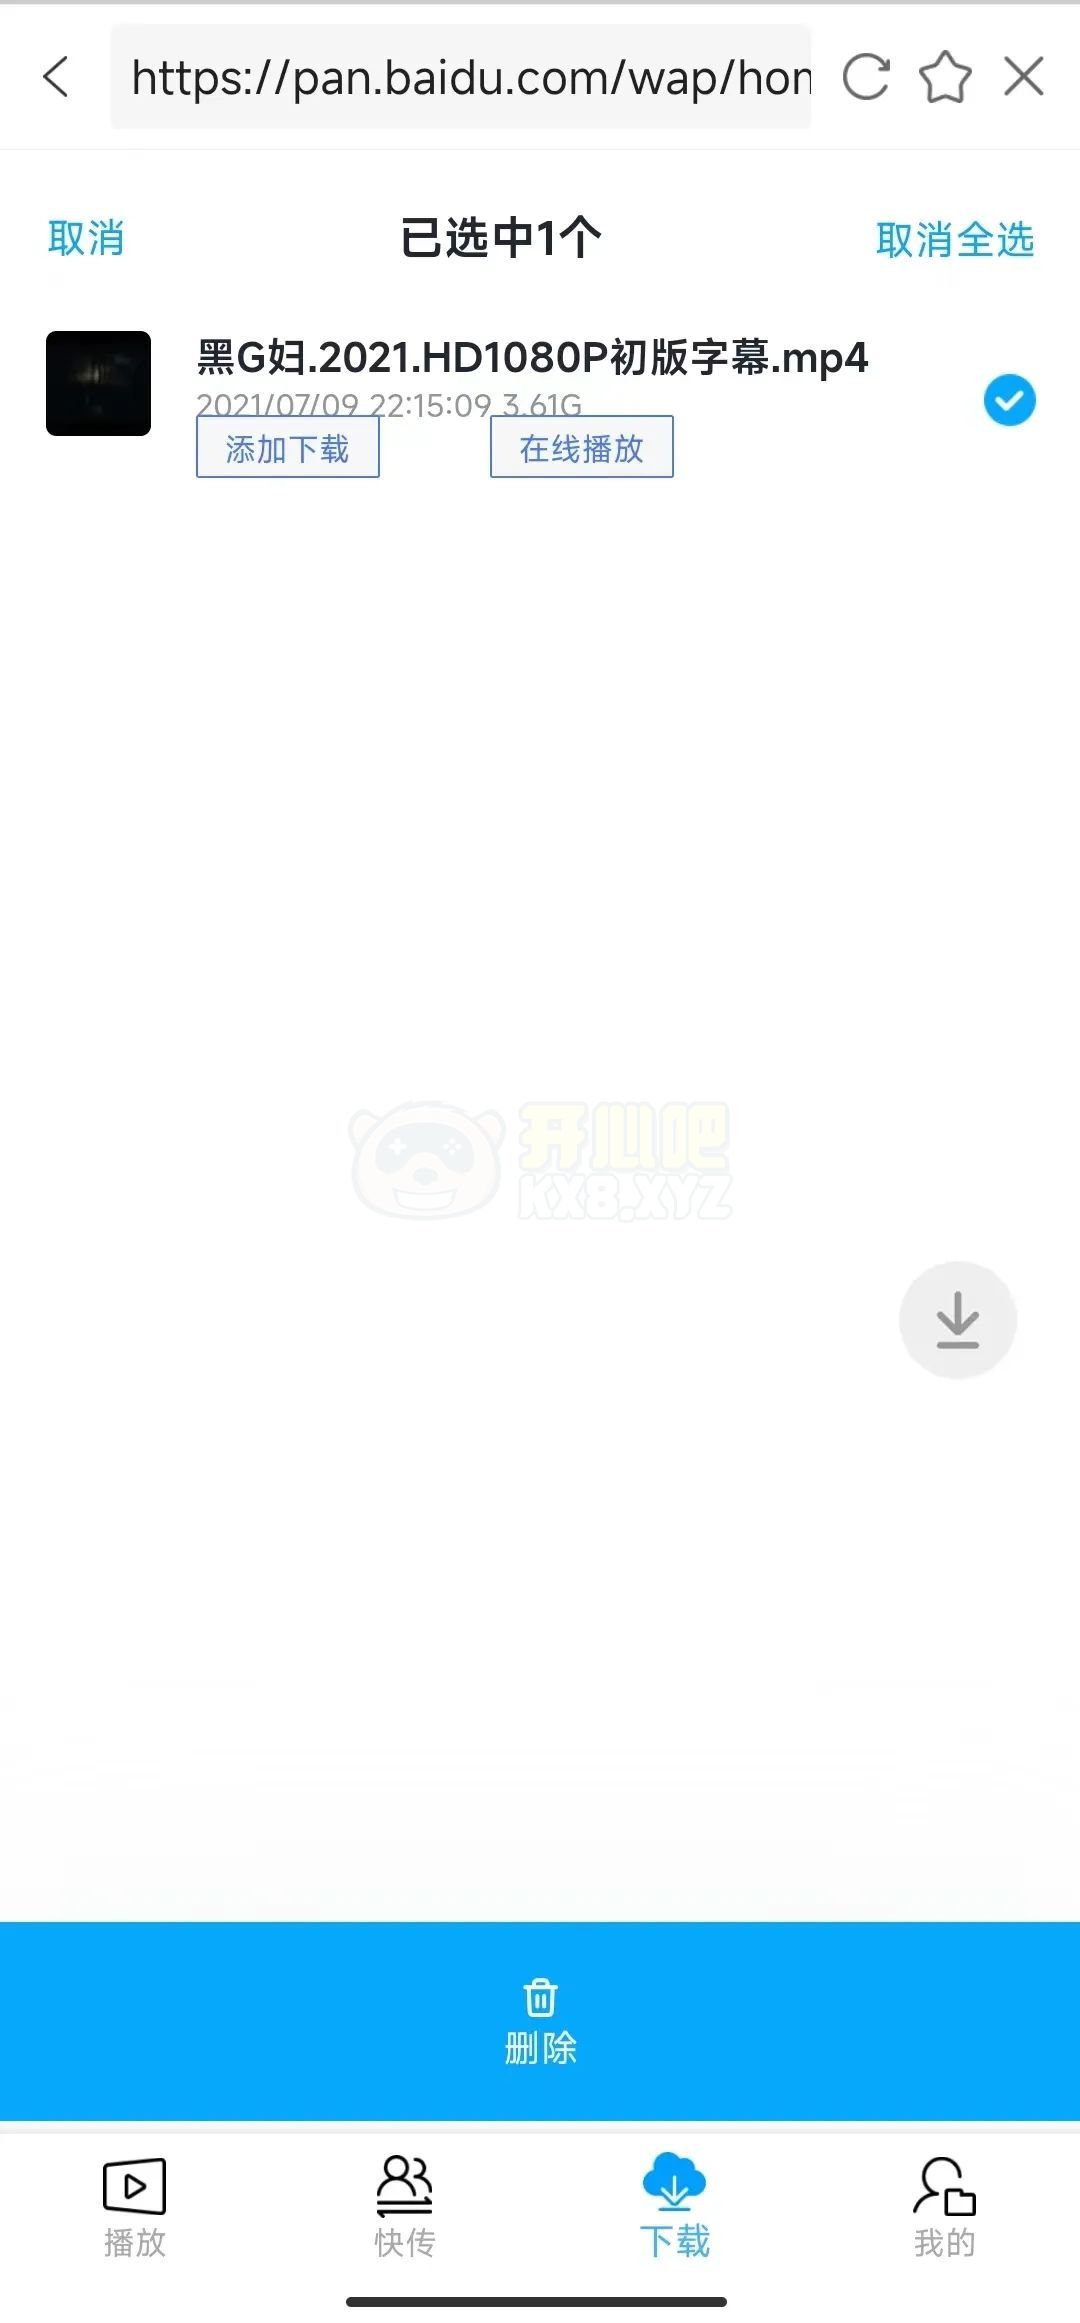 https://pan.baidu.com/wap/hom
取消
已选中1个
取消全选
黑G妇.2021.HD1080P初版字幕.mp4
2021/07/09 22:15:09 3.61G
添加下载
在线播放
开心吧
KX8.XYZ
删除
播放
快传
下载
我的